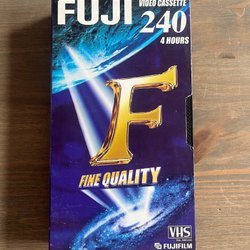 FUJI
VIDEO CASSETTE
240
4 HOURS
F
FINE QUALITY
VHS
FUJIFILM